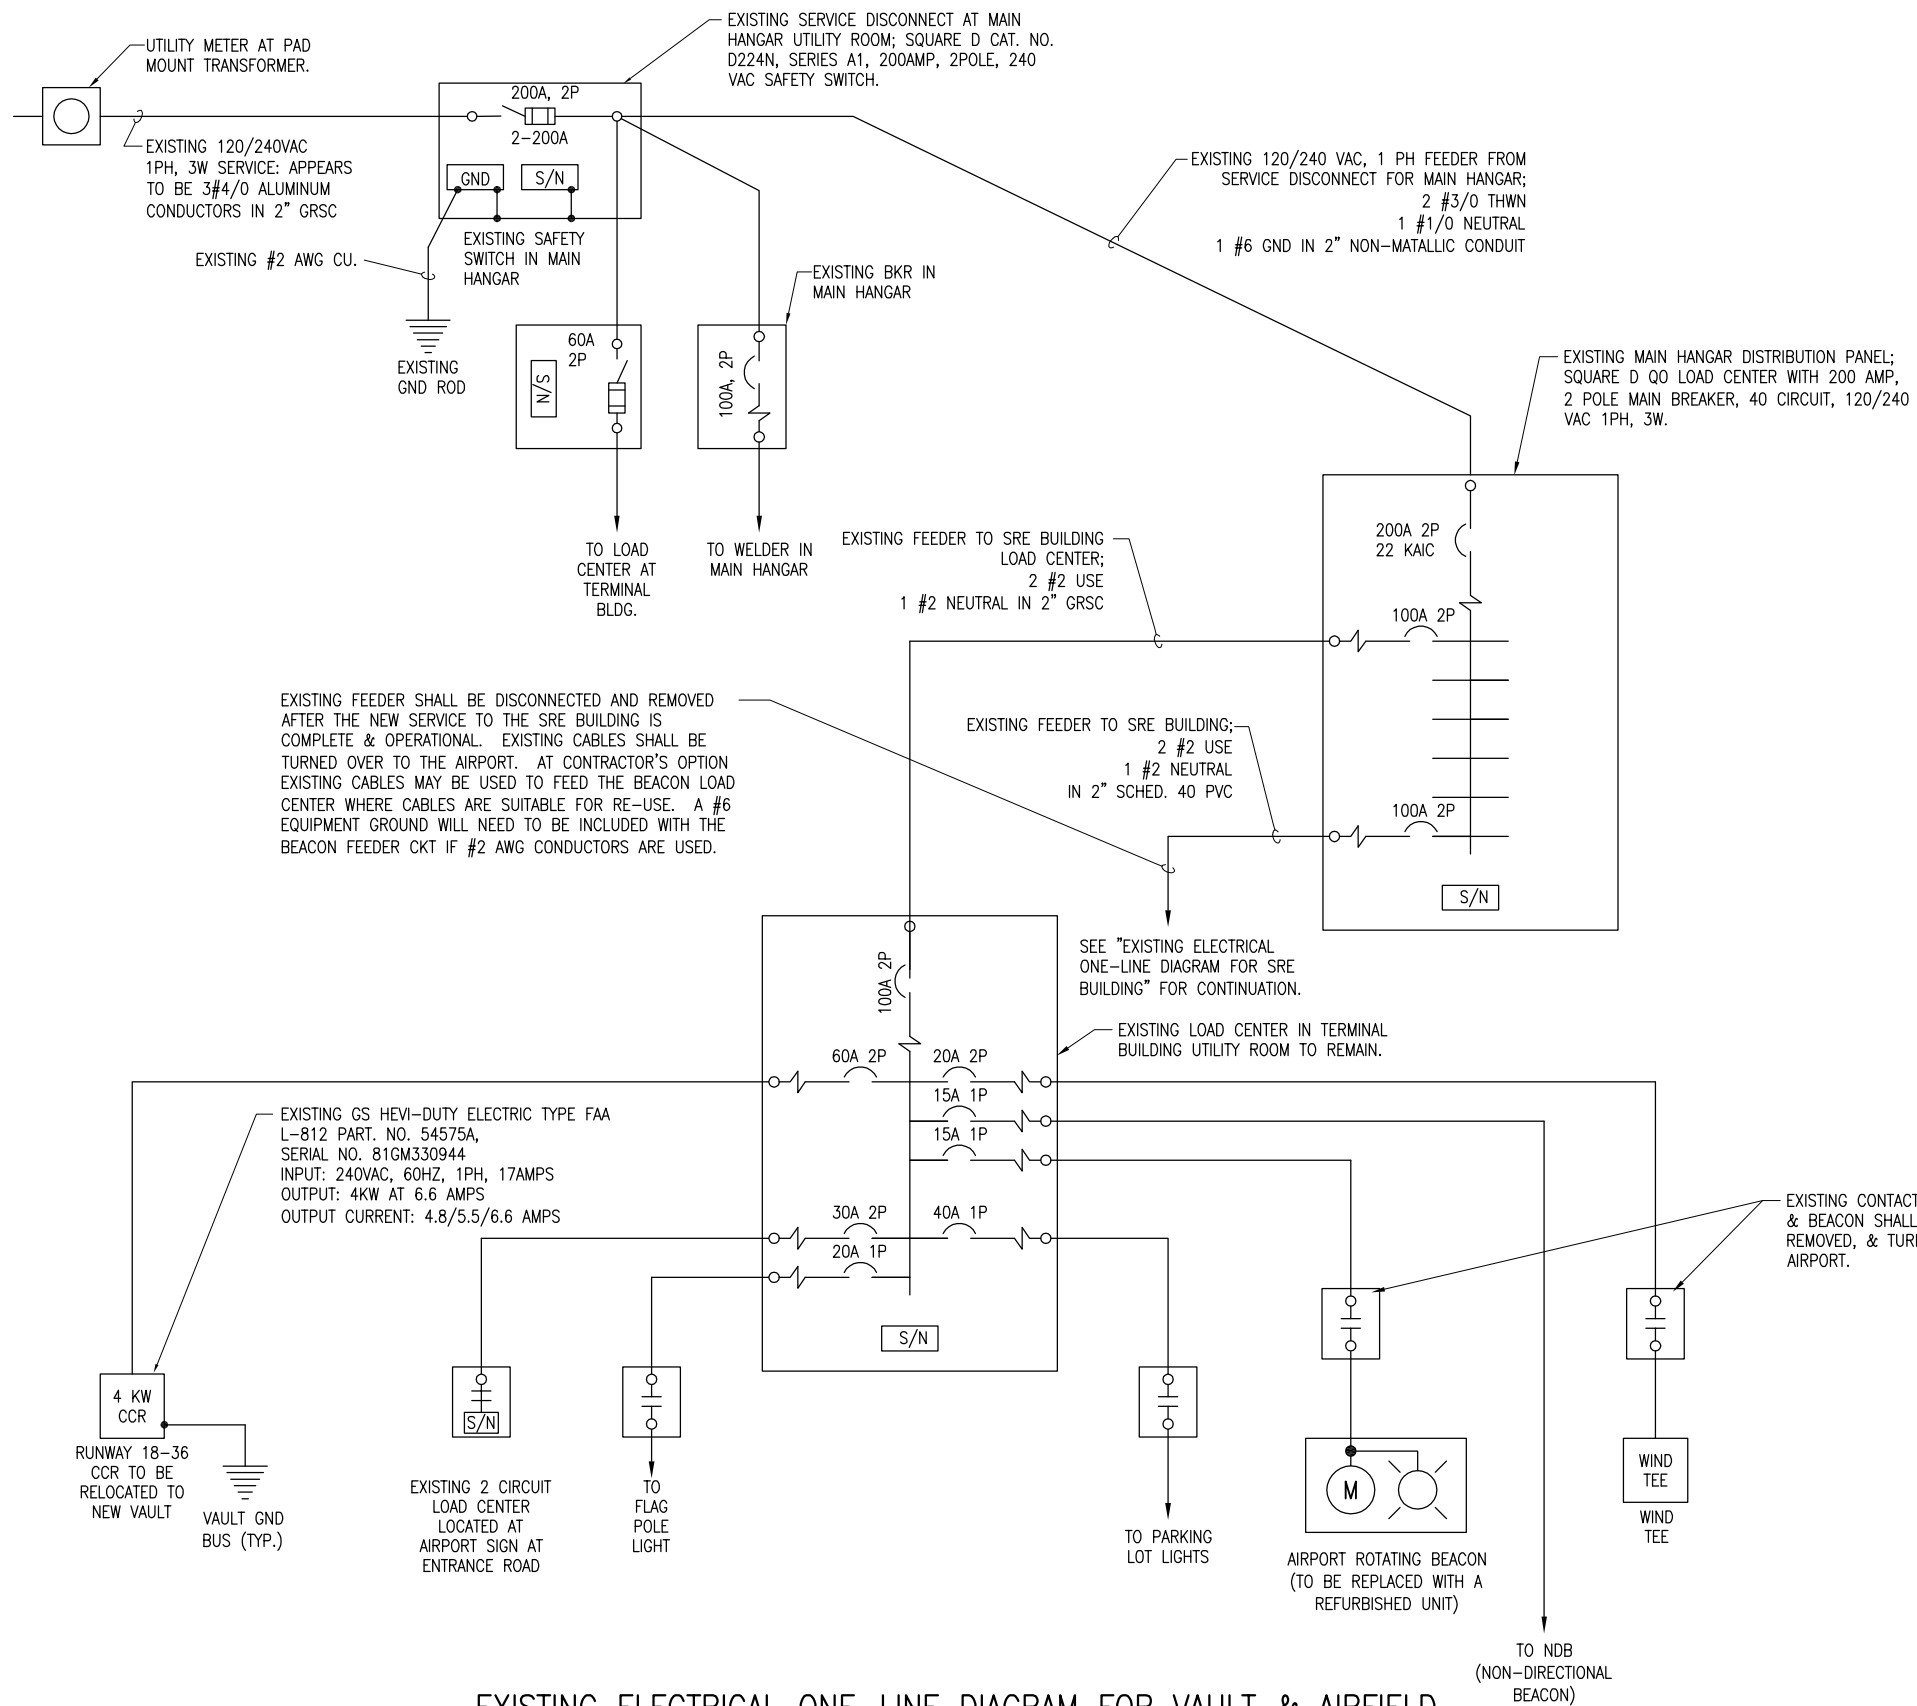 UTILITY METER AT PAD
MOUNT TRANSFORMER.
EXISTING SERVICE DISCONNECT AT MAIN
HANGAR UTILITY ROOM; SQUARE D CAT. NO.
D224N, SERIES A1, 200AMP, 2POLE, 240
VAC SAFETY SWITCH.
200A, 2P
2-200A
GND
S/N
EXISTING 120/240VAC
1PH, 3W SERVICE: APPEARS
TO BE 3#4/0 ALUMINUM
CONDUCTORS IN 2" GRSC
EXISTING #2 AWG CU.
EXISTING SAFETY
SWITCH IN MAIN
HANGAR
EXISTING
GND ROD
EXISTING 120/240 VAC, 1 PH FEEDER FROM
SERVICE DISCONNECT FOR MAIN HANGAR;
2 #3/0 THWN
1 #1/0 NEUTRAL
1 #6 GND IN 2" NON-MATALLIC CONDUIT
EXISTING BKR IN
MAIN HANGAR
60A
2P
S/N
100A, 2P
TO LOAD
CENTER AT
TERMINAL
BLDG.
TO WELDER IN
MAIN HANGAR
EXISTING MAIN HANGAR DISTRIBUTION PANEL;
SQUARE D QO LOAD CENTER WITH 200 AMP,
2 POLE MAIN BREAKER, 40 CIRCUIT, 120/240
VAC 1PH, 3W.
200A 2P
22 KAIC
100A 2P
100A 2P
S/N
EXISTING FEEDER TO SRE BUILDING
LOAD CENTER;
2 #2 USE
1 #2 NEUTRAL IN 2" GRSC
EXISTING FEEDER SHALL BE DISCONNECTED AND REMOVED
AFTER THE NEW SERVICE TO THE SRE BUILDING IS
COMPLETE & OPERATIONAL. EXISTING CABLES SHALL BE
TURNED OVER TO THE AIRPORT. AT CONTRACTOR'S OPTION
EXISTING CABLES MAY BE USED TO FEED THE BEACON LOAD
CENTER WHERE CABLES ARE SUITABLE FOR RE-USE. A #6
EQUIPMENT GROUND WILL NEED TO BE INCLUDED WITH THE
BEACON FEEDER CKT IF #2 AWG CONDUCTORS ARE USED.
EXISTING FEEDER TO SRE BUILDING;
2 #2 USE
1 #2 NEUTRAL
IN 2" SCHED. 40 PVC
SEE "EXISTING ELECTRICAL
ONE-LINE DIAGRAM FOR SRE
BUILDING" FOR CONTINUATION.
EXISTING LOAD CENTER IN TERMINAL
BUILDING UTILITY ROOM TO REMAIN.
100A 2P
60A 2P
20A 2P
15A 1P
15A 1P
30A 2P
40A 1P
20A 1P
S/N
EXISTING GS HEVI-DUTY ELECTRIC TYPE FAA
L-812 PART. NO. 54575A,
SERIAL NO. 81GM330944
INPUT: 240VAC, 60HZ, 1PH, 17AMPS
OUTPUT: 4KW AT 6.6 AMPS
OUTPUT CURRENT: 4.8/5.5/6.6 AMPS
EXISTING CONTACT
& BEACON SHALL
REMOVED, & TUR
AIRPORT.
4 KW
CCR
RUNWAY 18-36
CCR TO BE
RELOCATED TO
NEW VAULT
VAULT GND
BUS (TYP.)
S/N
EXISTING 2 CIRCUIT
LOAD CENTER
LOCATED AT
AIRPORT SIGN AT
ENTRANCE ROAD
TO
FLAG
POLE
LIGHT
TO PARKING
LOT LIGHTS
M
AIRPORT ROTATING BEACON
(TO BE REPLACED WITH A
REFURBISHED UNIT)
WIND
TEE
WIND
TEE
TO NDB
(NON-DIRECTIONAL
BEACON)
EXISTING ELECTRICAL ONE-LINE DIAGRAM FOR VAULT & AIRFIELD